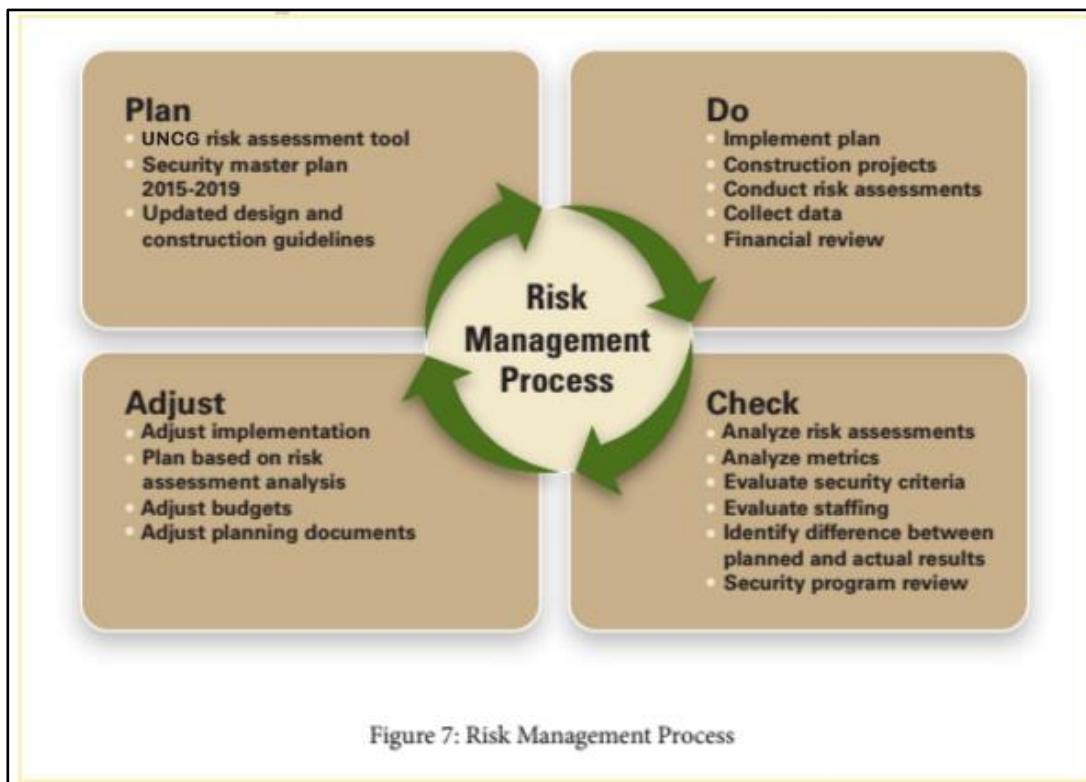 Plan
• UNCG risk assessment tool
• Security master plan
2015-2019
• Updated design and
construction guidelines
Do
• Implement plan
• Construction projects
• Conduct risk assessments
• Collect data
• Financial review
Risk
Management
Process
Adjust
• Adjust implementation
• Plan based on risk
assessment analysis
• Adjust budgets
• Adjust planning documents
Check
• Analyze risk assessments
• Analyze metrics
• Evaluate security criteria
• Evaluate staffing
• Identify difference between
planned and actual results
• Security program review
Figure 7: Risk Management Process